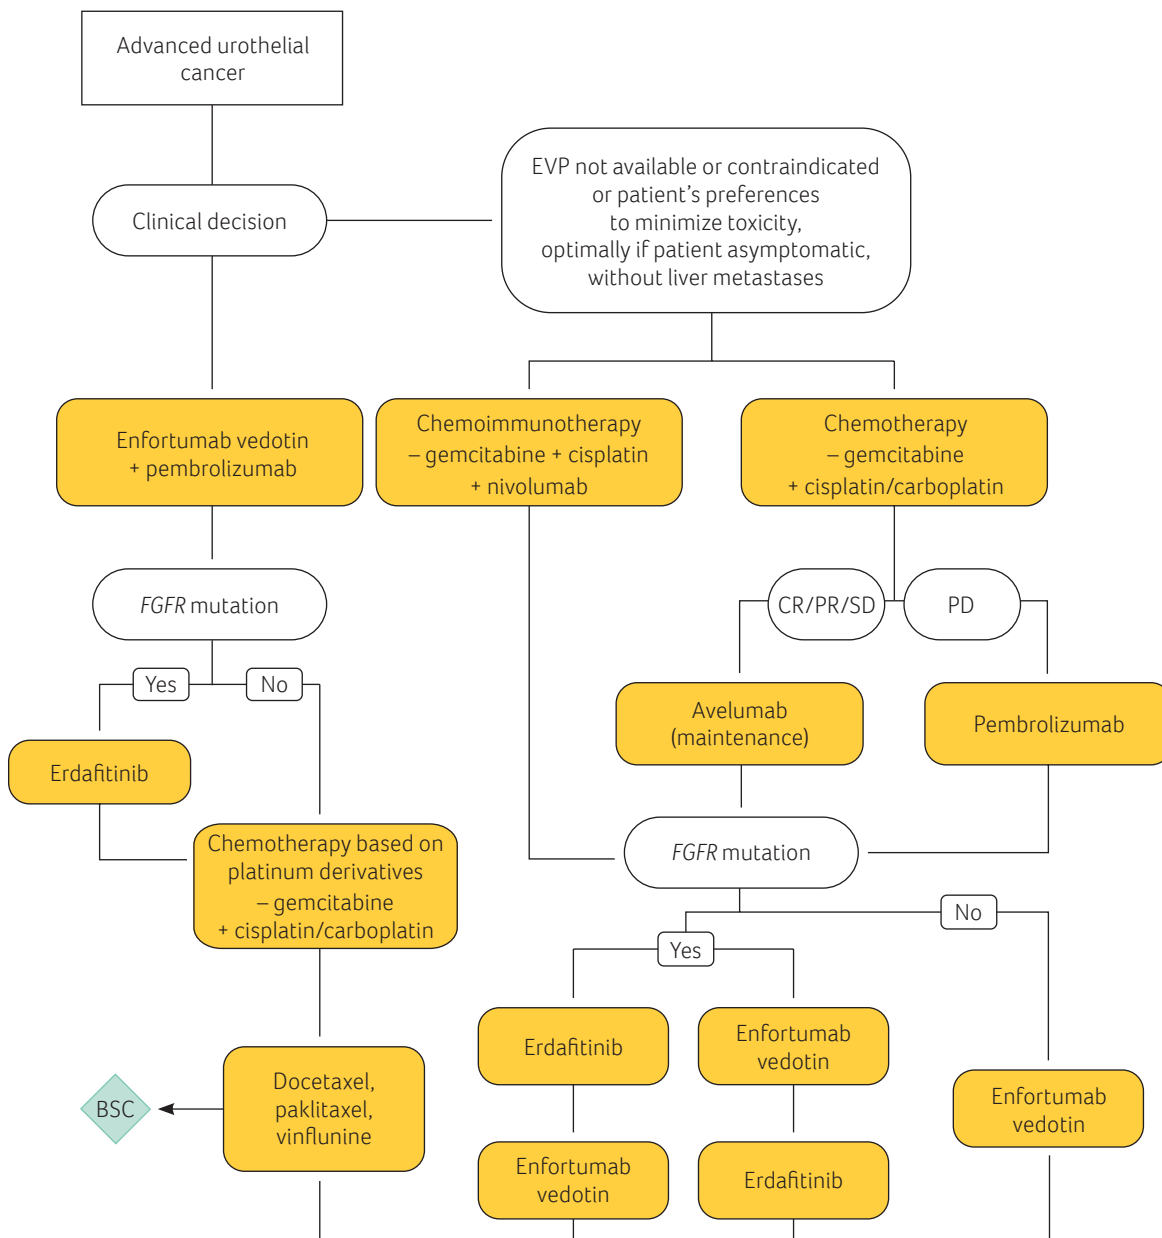 Advanced urothelial
cancer
Clinical decision
EVP not available or contraindicated
or patient’s preferences
to minimize toxicity,
optimally if patient asymptomatic,
without liver metastases
Enfortumab vedotin
+ pembrolizumab
Chemoimmunotherapy
– gemcitabine + cisplatin
+ nivolumab
Chemotherapy
– gemcitabine
+ cisplatin/carboplatin
FGFR mutation
CR/PR/SD
PD
Yes
No
Avelumab
(maintenance)
Pembrolizumab
Erdafitinib
Chemotherapy based on
platinum derivatives
– gemcitabine
+ cisplatin/carboplatin
FGFR mutation
Yes
No
Erdafitinib
Enfortumab
vedotin
Docetaxel,
paklitaxel,
vinflunine
BSC
Enfortumab
vedotin
Enfortumab
vedotin
Erdafitinib